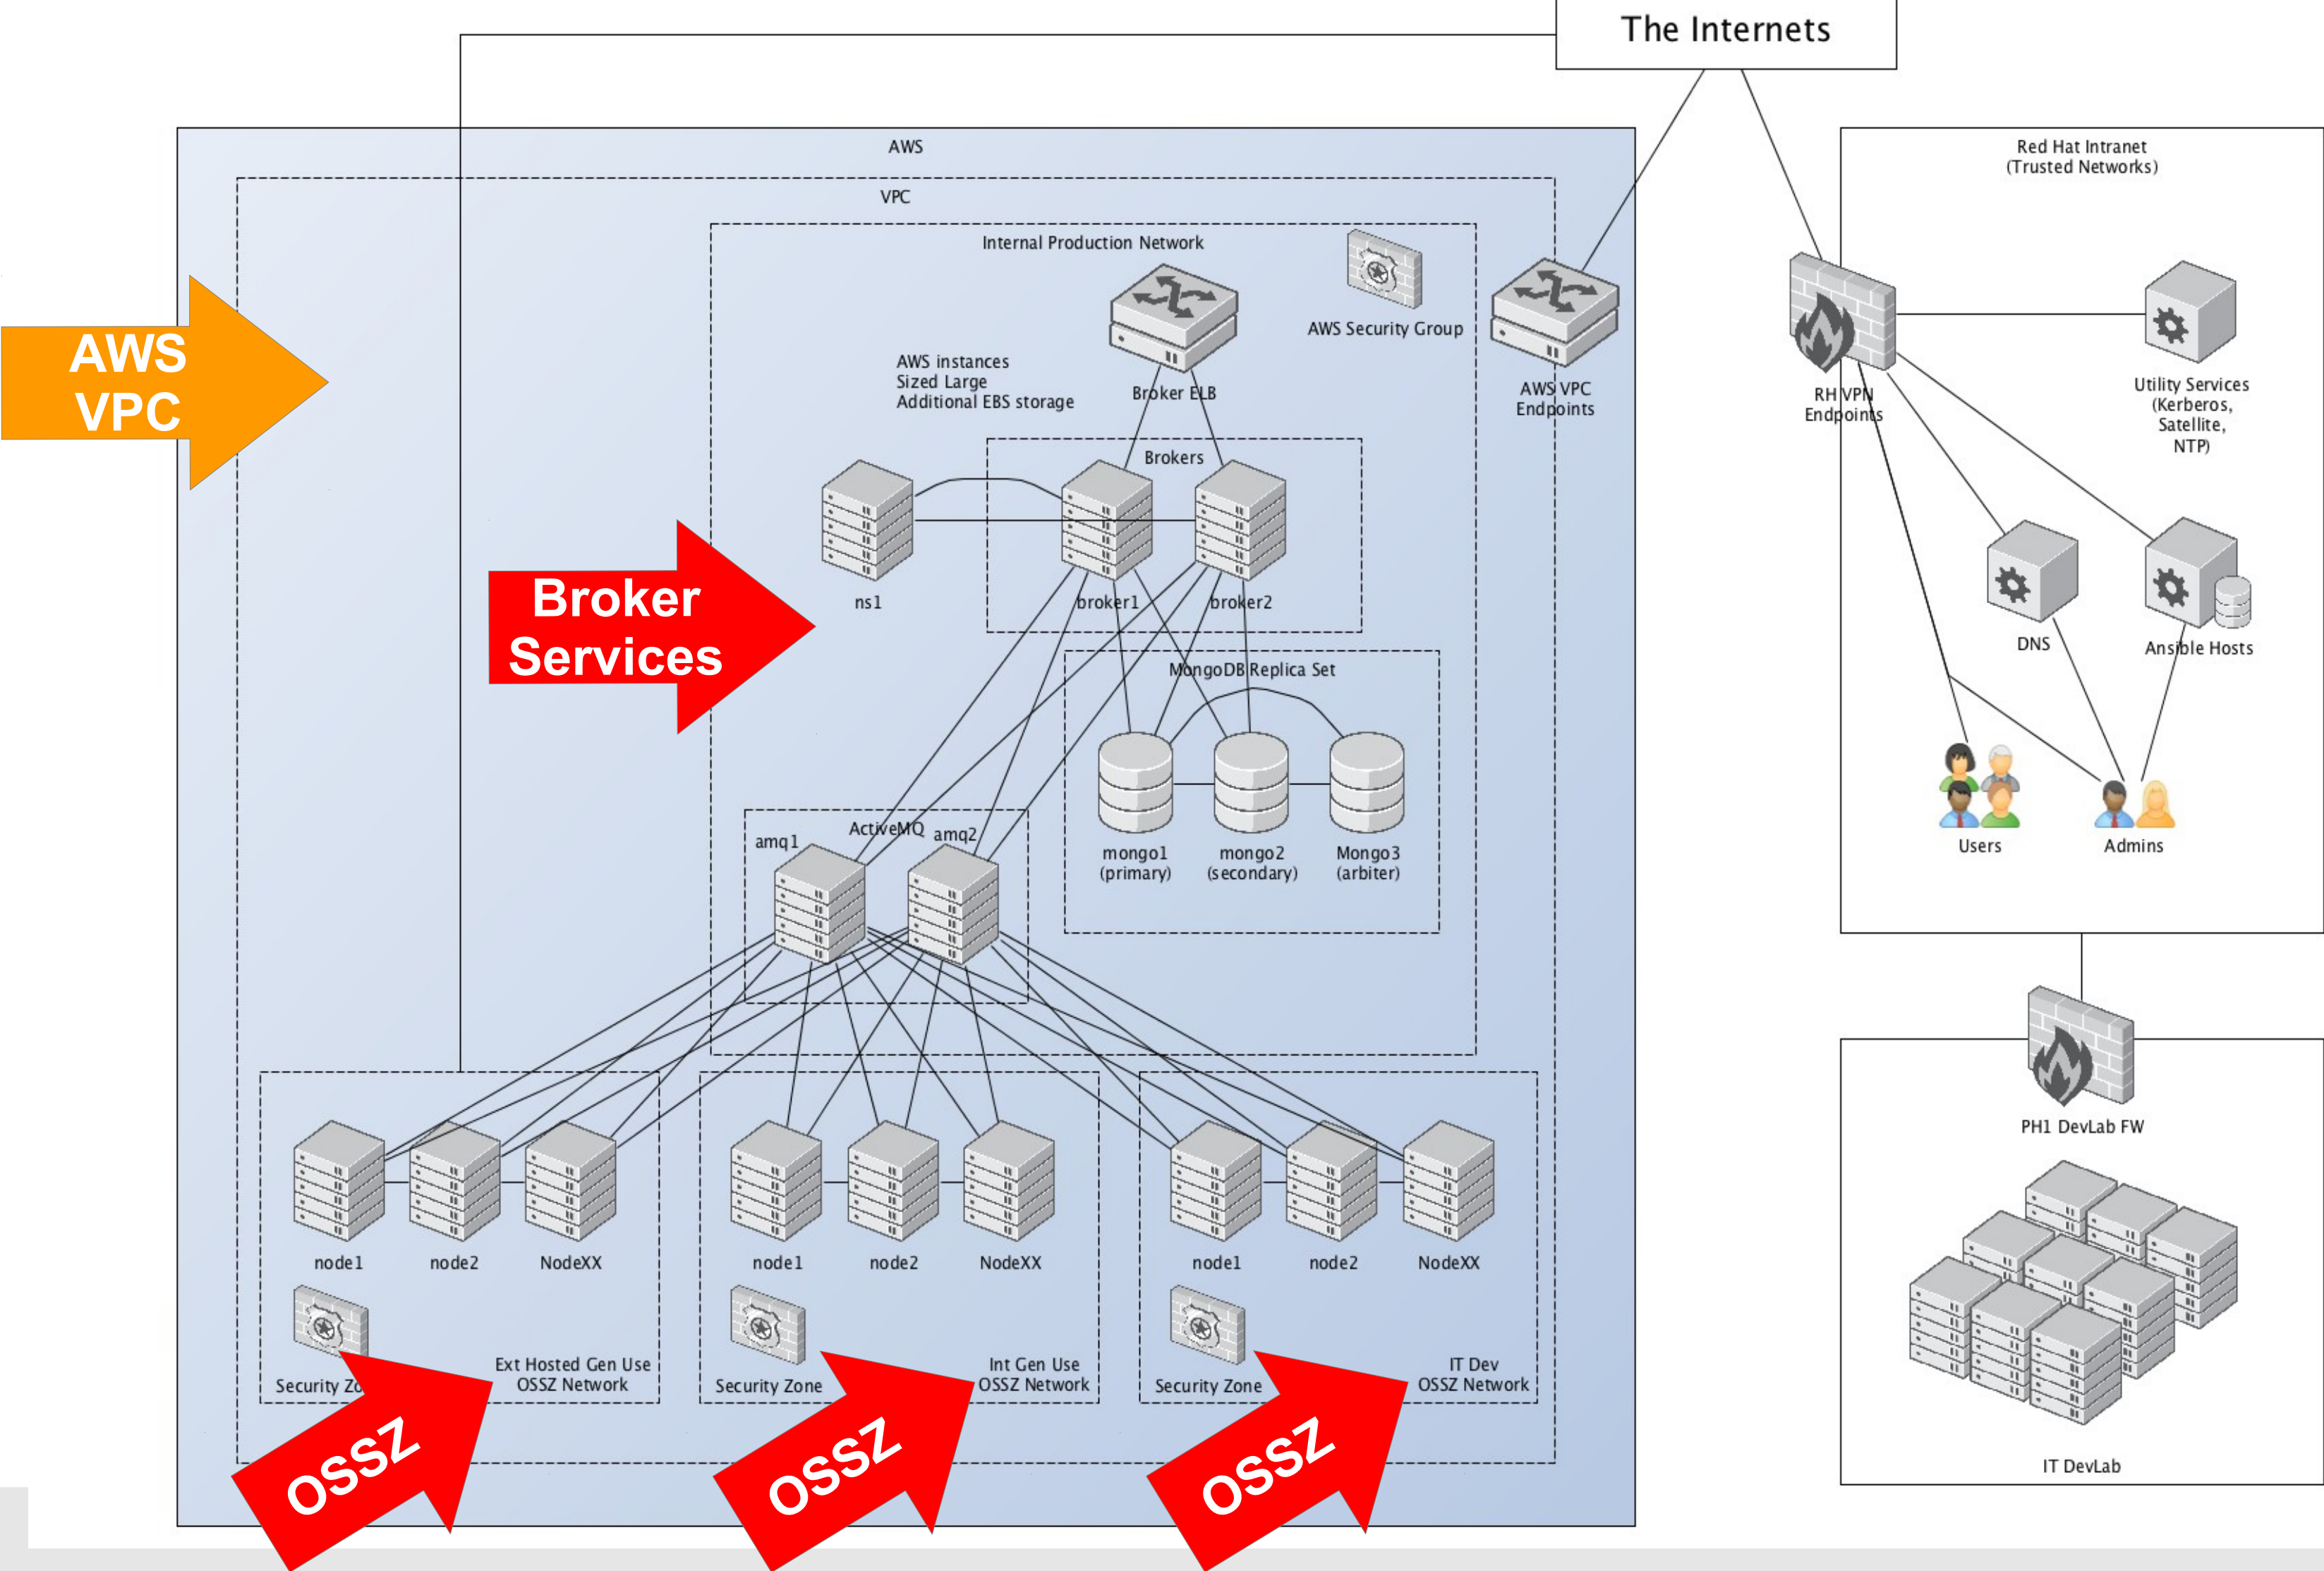 The Internets
AWS
VPC
Internal Production Network
AWS Security Group
AWS instances
Sized Large
Additional EBS storage
Broker ELB
AWS VPC
Endpoints
Brokers
ns1
broker1
broker2
MongoDB Replica Set
mongo1
(primary)
mongo2
(secondary)
Mongo3
(arbiter)
ActiveMQ
amq1
amq2
node1
node2
NodeXX
Security Zo
Ext Hosted Gen Use
OSSZ Network
node1
node2
NodeXX
Security Zone
Int Gen Use
OSSZ Network
node1
node2
NodeXX
Security Zone
IT Dev
OSSZ Network
AWS
VPC
Broker
Services
OSSZ
OSSZ
OSSZ
Red Hat Intranet
(Trusted Networks)
RH VPN
Endpoints
Utility Services
(Kerberos,
Satellite,
NTP)
DNS
Ansible Hosts
Users
Admins
PH1 DevLab FW
IT DevLab